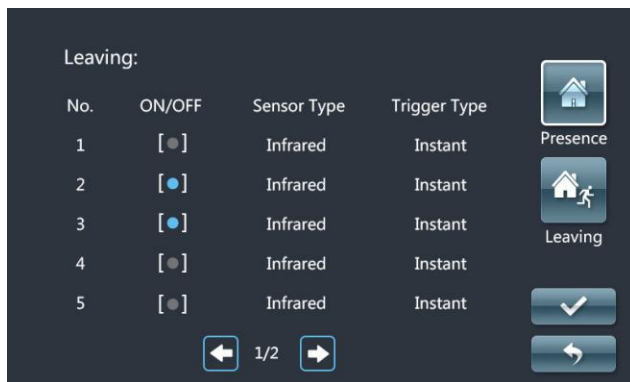 Leaving:
No. ON/OFF Sensor Type Trigger Type
1 [●] Infrared Instant
2 [●] Infrared Instant
3 [●] Infrared Instant
4 [●] Infrared Instant
5 [●] Infrared Instant
1/2
Presence
Leaving